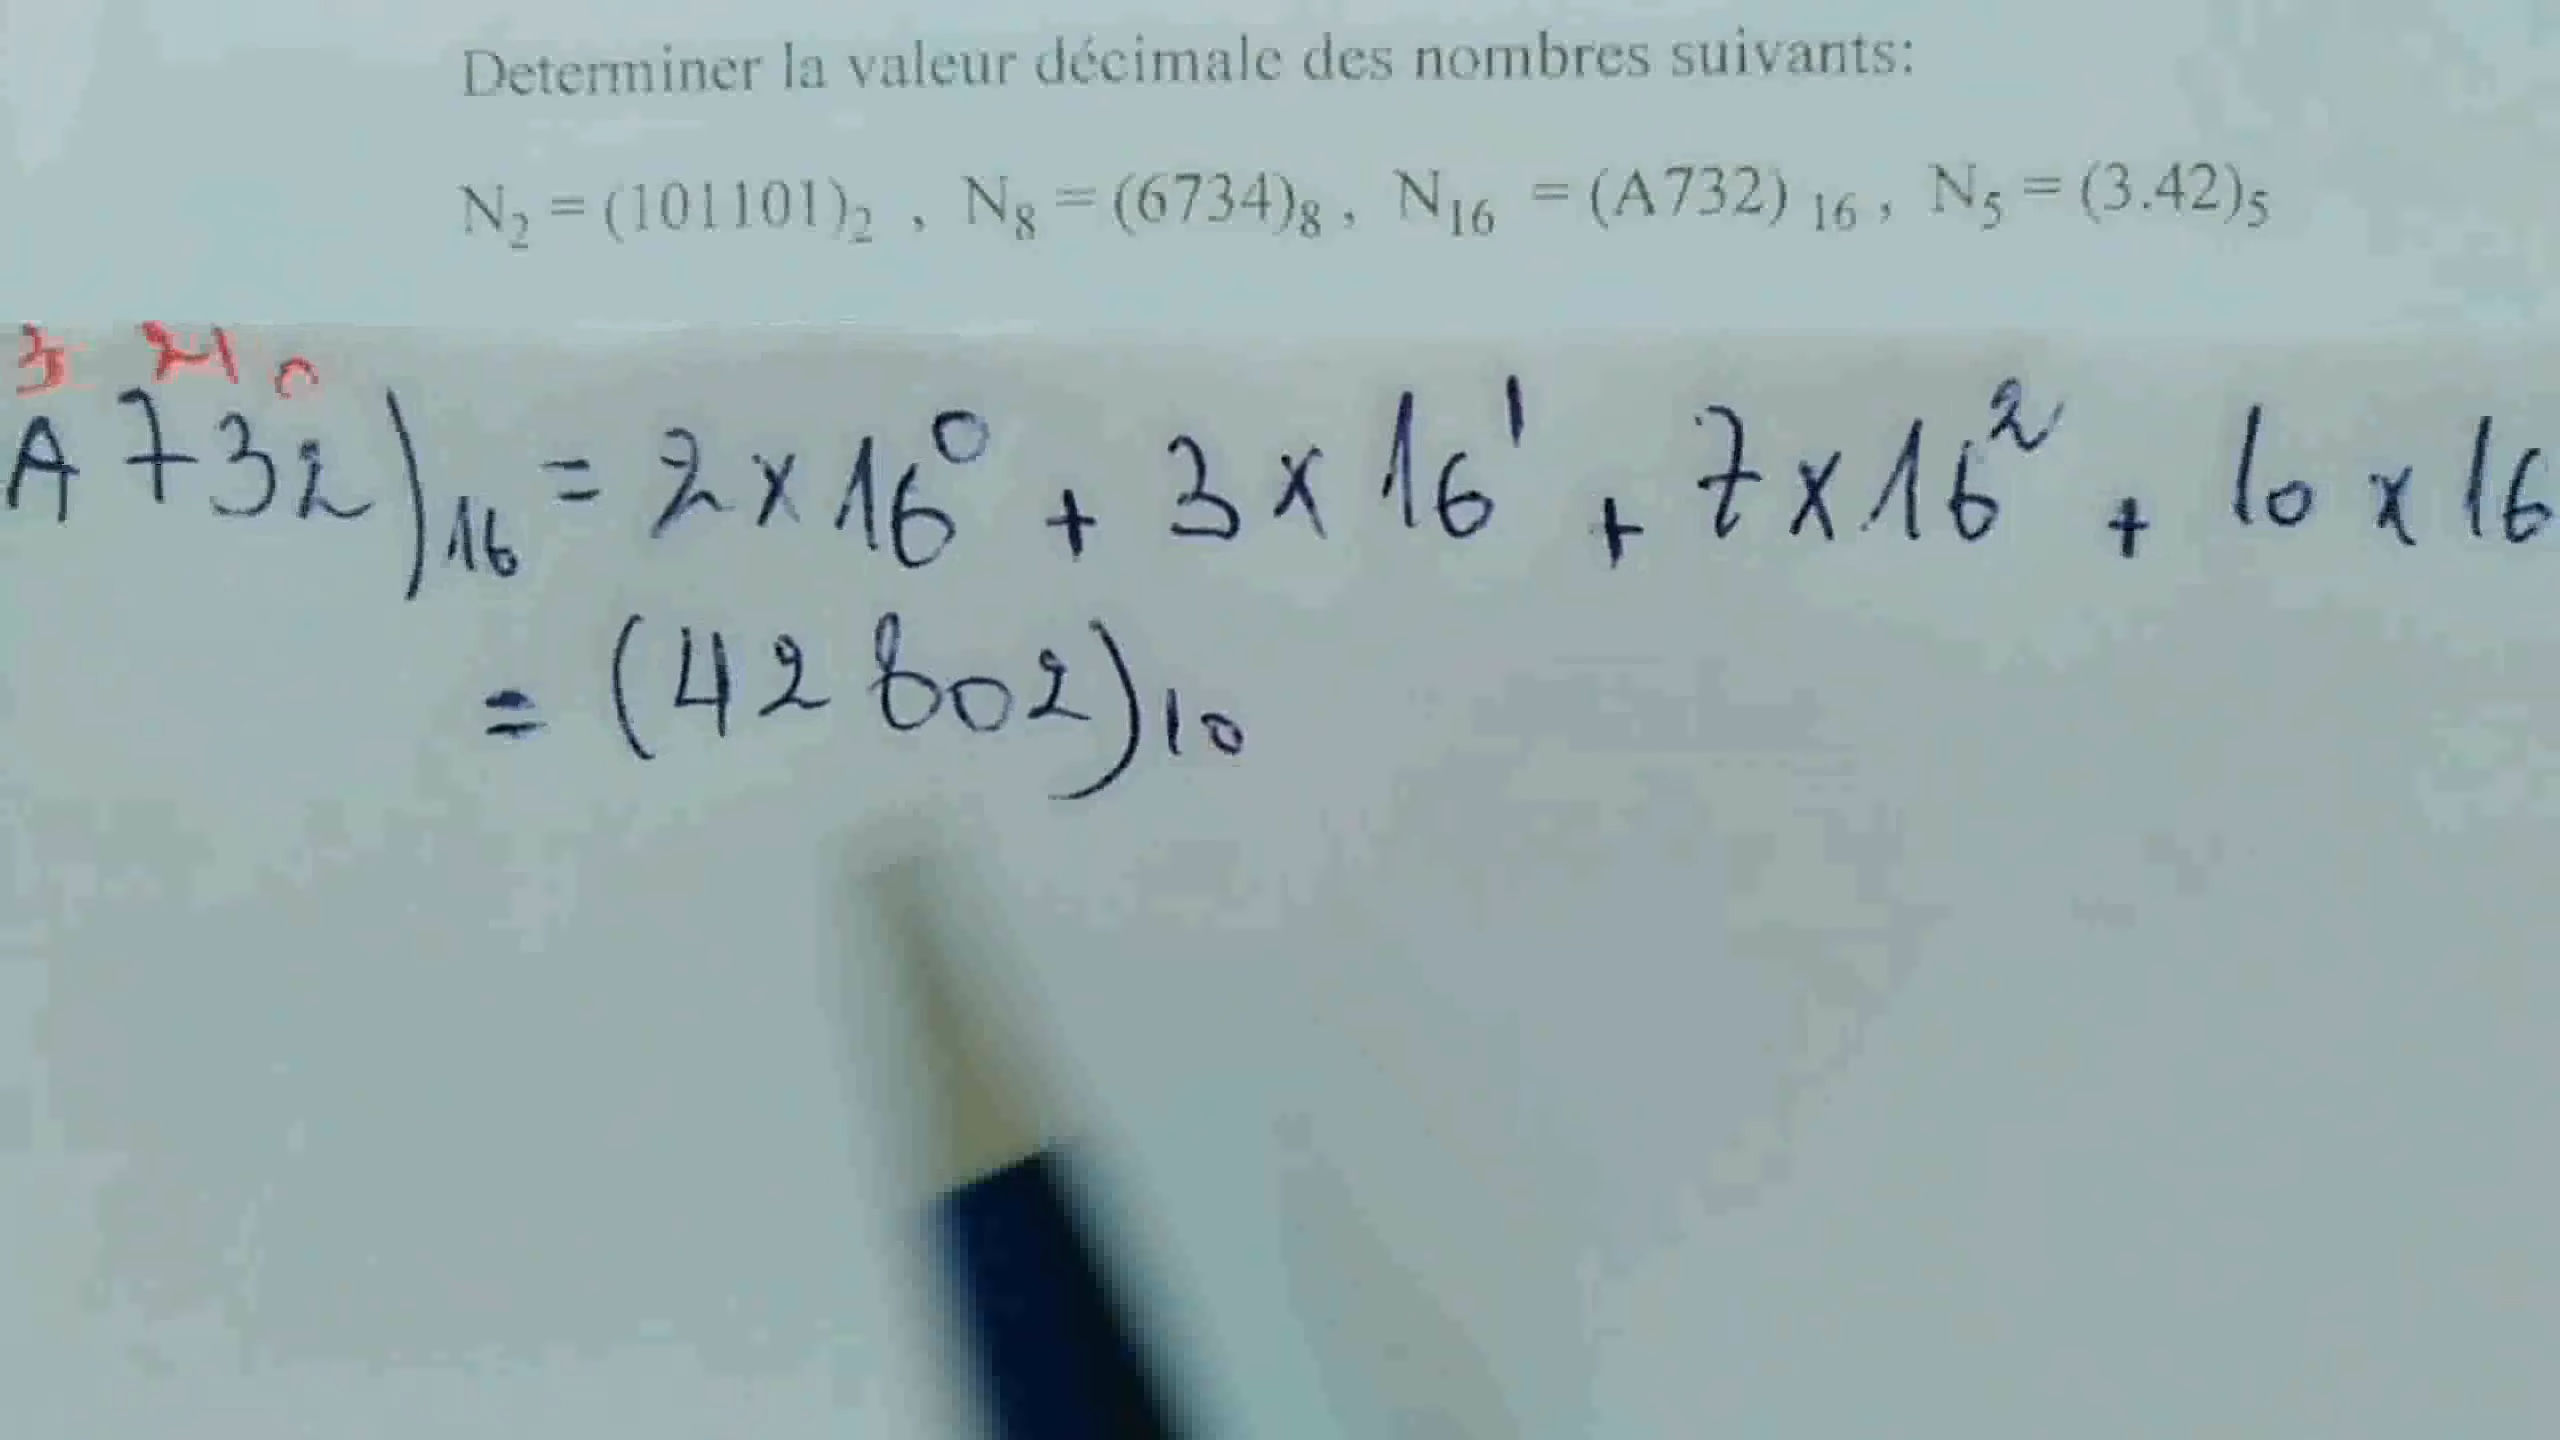 Determiner la valeur décimale des nombres suivants:
N₂ = (101101)₂ , N₈ = (6734)₈ , N₁₆ = (A732) ₁₆ , N₅ = (3.42)₅
3 2 1 0
A732)₁₆ = 2 x 16⁰ + 3 x 16¹ + 7 x 16² + 10 x 16
= (42802)₁₀